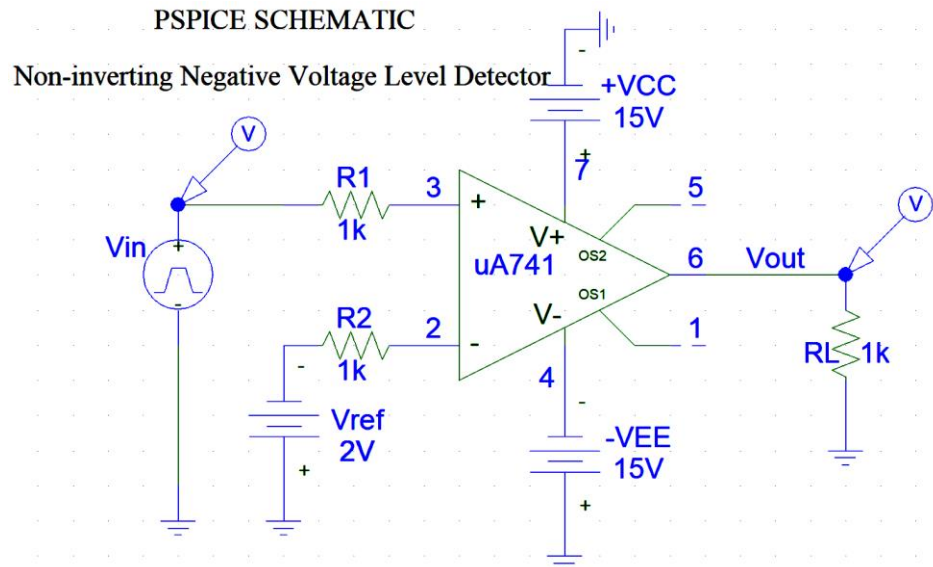 PSPICE SCHEMATIC
Non-inverting Negative Voltage Level Detector
-
+VCC
15V
+
7
V
R1
3
5
V
1k
+
Vin
+
V+
OS2
6
Vout
uA741
-
OS1
R2
2
V-
1
RL 1k
-
1k
-
4
-
Vref
2V
-VEE
15V
+
+